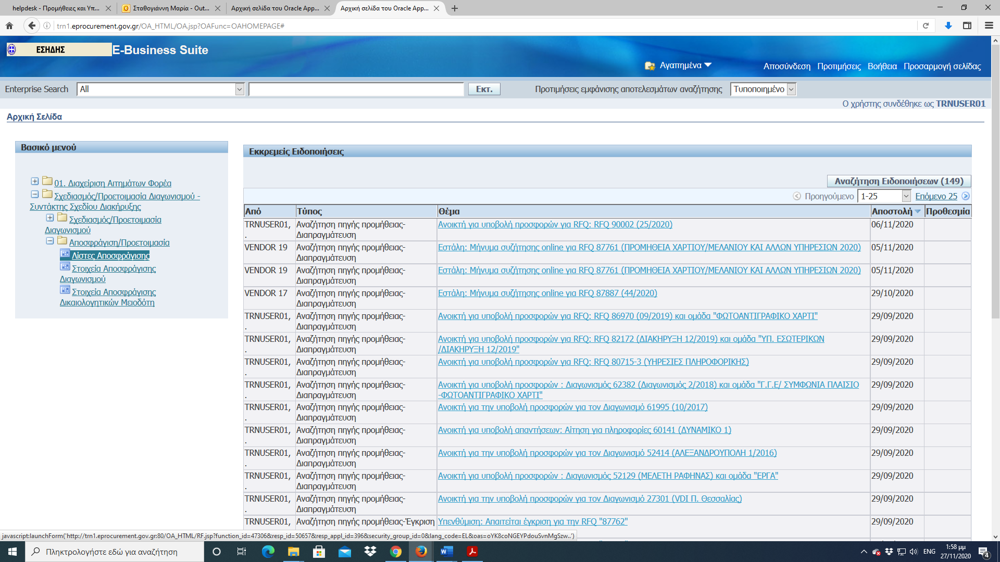 helpdesk - Προμήθειες και Υπ...
Σταθογιάννη Μαρία - Out...
Αρχική σελίδα του Oracle App...
Αρχική σελίδα του Oracle App...
trn1.eprocurement.gov.gr/OA_HTML/OA.jsp?OAFunc=OAHOMEPAGE#
ΕΣΗΔΗΣ E-Business Suite
Αγαπημένα
Αποσύνδεση Προτιμήσεις Βοήθεια Προσαρμογή σελίδας
Enterprise Search All Εκτ. Προτιμήσεις εμφάνισης αποτελεσμάτων αναζήτησης Τυποποιημένο
Ο χρήστης συνδέθηκε ως TRNUSER01
Αρχική Σελίδα
Βασικό μενού
01. Διαχείριση Αιτημάτων Φορέα
Σχεδιασμός/Προετοιμασία Διαγωνισμού -
Συντάκτης Σχεδίου Διακήρυξης
Σχεδιασμός/Προετοιμασία
Διαγωνισμού
Αποσφράγιση/Προετοιμασία
Λίστες Αποσφράγισης
Στοιχεία Αποσφράγισης
Διαγωνισμού
Στοιχεία Αποσφράγισης
Δικαιολογητικών Μειοδότη
Εκκρεμείς Ειδοποιήσεις
Αναζήτηση Ειδοποιήσεων (149)
Προηγούμενο 1-25 Επόμενο 25
Από Τύπος Θέμα Αποστολή Προθεσμία
TRNUSER01, Αναζήτηση πηγής προμήθειας- Ανοικτή για υποβολή προσφορών για RFQ: RFQ 90002 (25/2020) 06/11/2020
. Διαπραγμάτευση
VENDOR 19 Αναζήτηση πηγής προμήθειας- Εστάλη: Μήνυμα συζήτησης online για RFQ 87761 (ΠΡΟΜΗΘΕΙΑ ΧΑΡΤΙΟΥ/ΜΕΛΑΝΙΟΥ ΚΑΙ ΑΛΛΩΝ ΥΠΗΡΕΣΙΩΝ 2020) 05/11/2020
Διαπραγμάτευση
VENDOR 19 Αναζήτηση πηγής προμήθειας- Εστάλη: Μήνυμα συζήτησης online για RFQ 87761 (ΠΡΟΜΗΘΕΙΑ ΧΑΡΤΙΟΥ/ΜΕΛΑΝΙΟΥ ΚΑΙ ΑΛΛΩΝ ΥΠΗΡΕΣΙΩΝ 2020) 05/11/2020
Διαπραγμάτευση
VENDOR 17 Αναζήτηση πηγής προμήθειας- Εστάλη: Μήνυμα συζήτησης online για RFQ 87887 (44/2020) 29/10/2020
Διαπραγμάτευση
TRNUSER01, Αναζήτηση πηγής προμήθειας- Ανοικτή για υποβολή προσφορών για RFQ: RFQ 86970 (09/2019) και ομάδα "ΦΩΤΟΑΝΤΙΓΡΑΦΙΚΟ ΧΑΡΤΙ" 29/09/2020
. Διαπραγμάτευση
TRNUSER01, Αναζήτηση πηγής προμήθειας- Ανοικτή για υποβολή προσφορών για RFQ: RFQ 82172 (ΔΙΑΚΗΡΥΞΗ 12/2019) και ομάδα "ΥΠ. ΕΣΩΤΕΡΙΚΩΝ 29/09/2020
. Διαπραγμάτευση /ΔΙΑΚΗΡΥΞΗ 12/2019"
TRNUSER01, Αναζήτηση πηγής προμήθειας- Ανοικτή για υποβολή προσφορών για RFQ: RFQ 80715-3 (ΥΗΡΕΣΙΕΣ ΠΛΗΡΟΦΟΡΙΚΗΣ) 29/09/2020
. Διαπραγμάτευση
TRNUSER01, Αναζήτηση πηγής προμήθειας- Ανοικτή για υποβολή προσφορών : Διαγωνισμός 62382 (Διαγωνισμός 2/2018) και ομάδα "Γ.Γ.Ε/ ΣΥΜΦΩΝΙΑ ΠΛΑΙΣΙΟ 29/09/2020
. Διαπραγμάτευση -ΦΩΤΟΑΝΤΙΓΡΑΦΙΚΟ ΧΑΡΤΙ"
TRNUSER01, Αναζήτηση πηγής προμήθειας- Ανοικτή για την υποβολή προσφορών για τον Διαγωνισμό 61995 (10/2017) 29/09/2020
. Διαπραγμάτευση
TRNUSER01, Αναζήτηση πηγής προμήθειας- Ανοικτή για υποβολή απαντήσεων: Αίτηση για πληροφορίες 60141 (ΔΥΝΑΜΙΚΟ 1) 29/09/2020
. Διαπραγμάτευση
TRNUSER01, Αναζήτηση πηγής προμήθειας- Ανοικτή για την υποβολή προσφορών για τον Διαγωνισμό 52414 (ΑΛΕΞΑΝΔΡΟΥΠΟΛΗ 1/2016) 29/09/2020
. Διαπραγμάτευση
TRNUSER01, Αναζήτηση πηγής προμήθειας- Ανοικτή για υποβολή προσφορών : Διαγωνισμός 52129 (ΜΕΛΕΤΗ ΡΑΦΗΝΑΣ) και ομάδα "ΕΡΓΑ" 29/09/2020
. Διαπραγμάτευση
TRNUSER01, Αναζήτηση πηγής προμήθειας- Ανοικτή για την υποβολή προσφορών για τον Διαγωνισμό 27301 (VDI Π. Θεσσαλίας) 29/09/2020
. Διαπραγμάτευση
TRNUSER01, Αναζήτηση πηγής προμήθειας-Έγκριση Υπενθύμιση: Απαιτείται έγκριση για την RFQ "87762" 29/09/2020
javascript:launchForm('http://trn1.eprocurement.gov.gr:80/OA_HTML/RF.jsp?function_id=47306&resp_id=50657&resp_appl_id=396&security_group_id=0&lang_code=EL&oas=oYK8coNGEYPdouSvnMgSzw..')
Πληκτρολογήστε εδώ για αναζήτηση
ENG
1:58 μμ
27/11/2020
4